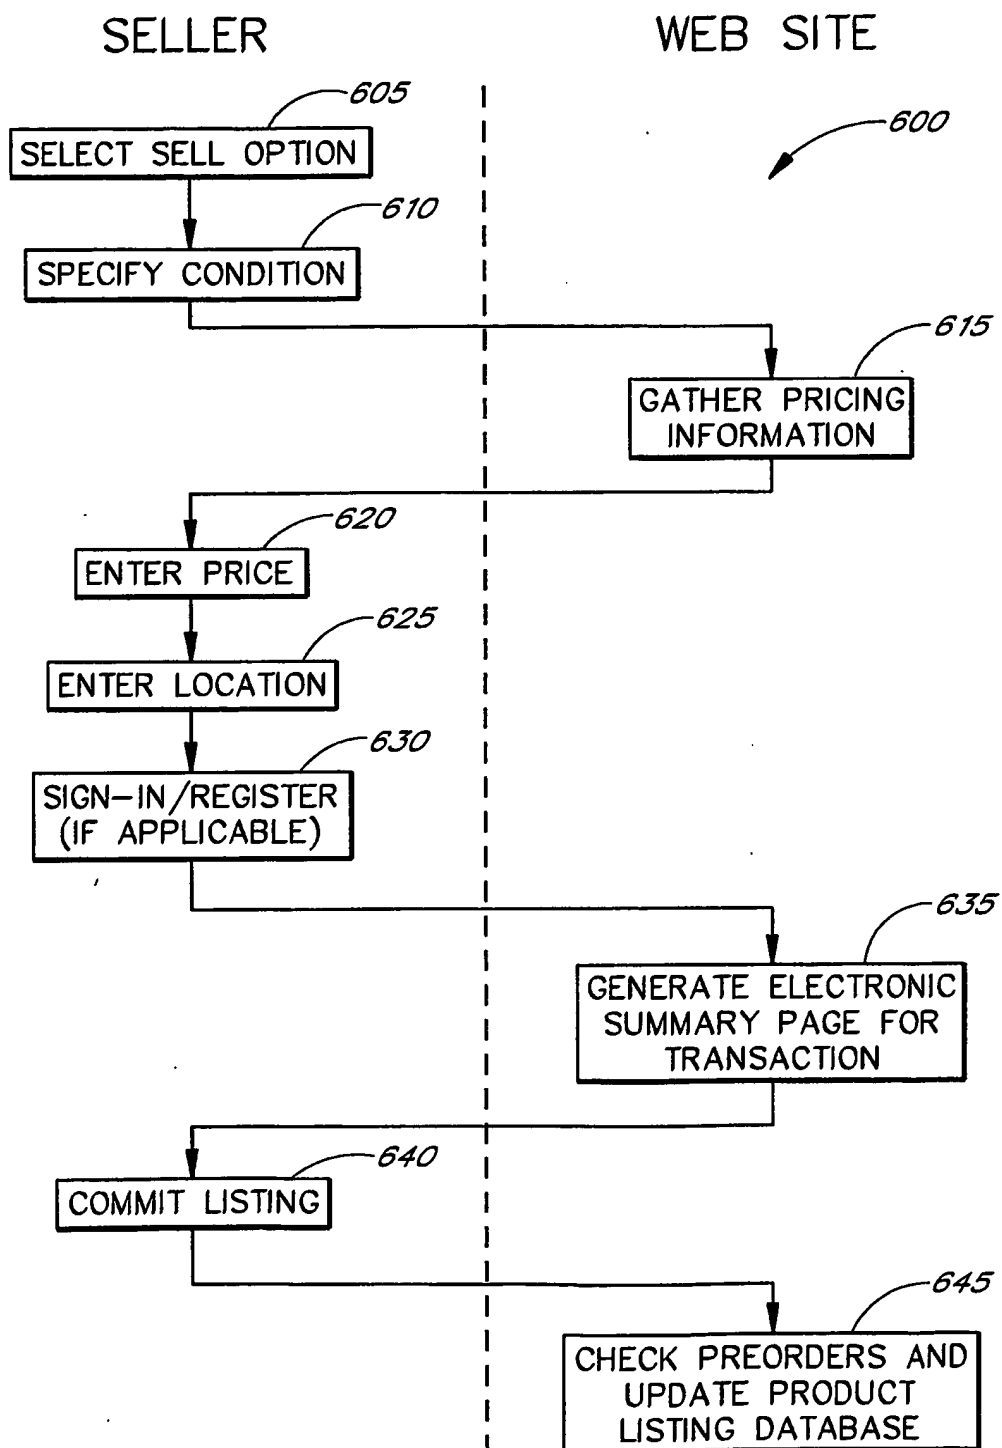 SELLER
WEB SITE
605
SELECT SELL OPTION
600
610
SPECIFY CONDITION
615
GATHER PRICING
INFORMATION
620
ENTER PRICE
625
ENTER LOCATION
630
SIGN-IN/REGISTER
(IF APPLICABLE)
635
GENERATE ELECTRONIC
SUMMARY PAGE FOR
TRANSACTION
640
COMMIT LISTING
645
CHECK PREORDERS AND
UPDATE PRODUCT
LISTING DATABASE